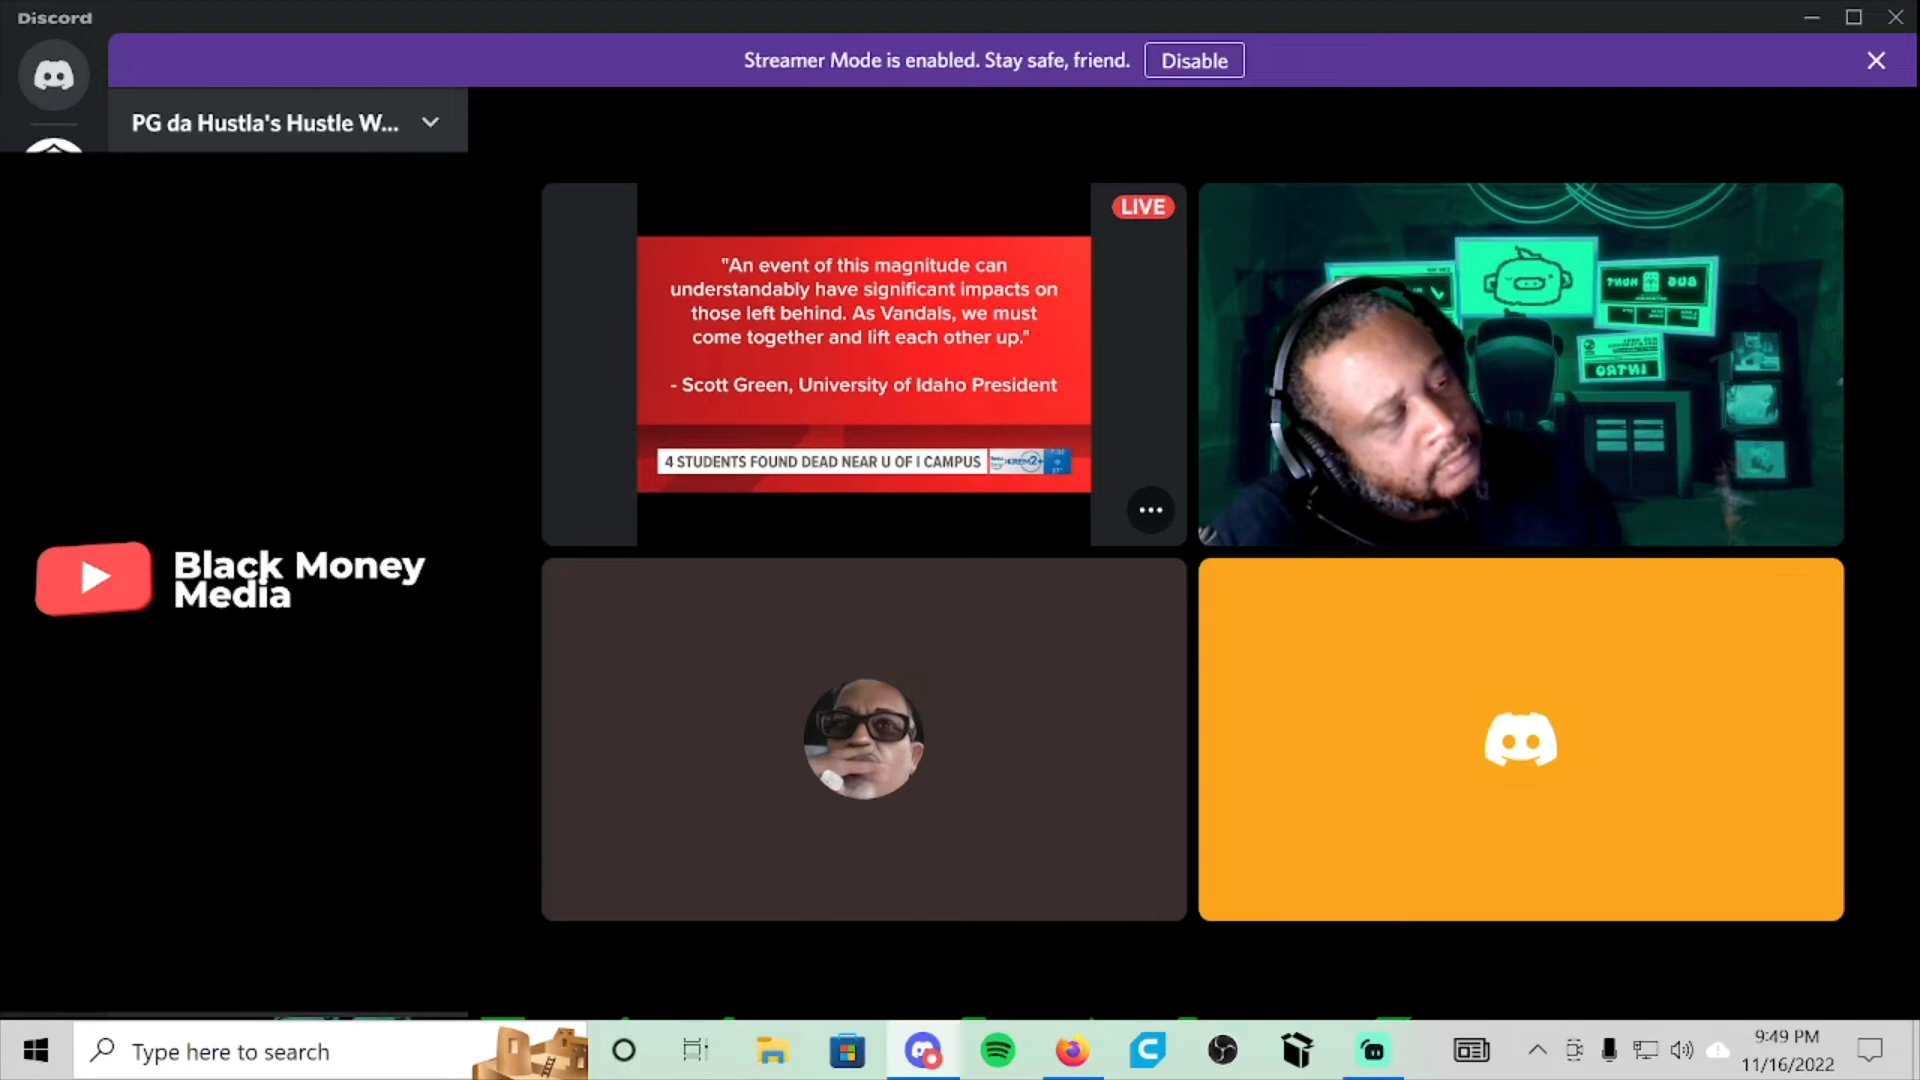 Discord
Streamer Mode is enabled. Stay safe, friend.
Disable
PG da Hustla's Hustle W...
LIVE
"An event of this magnitude can
understandably have significant impacts on
those left behind. As Vandals, we must
come together and lift each other up."
- Scott Green, University of Idaho President
4 STUDENTS FOUND DEAD NEAR U OF I CAMPUS
BUG HUNT
INTRO
Black Money
Media
Type here to search
9:49 PM
11/16/2022